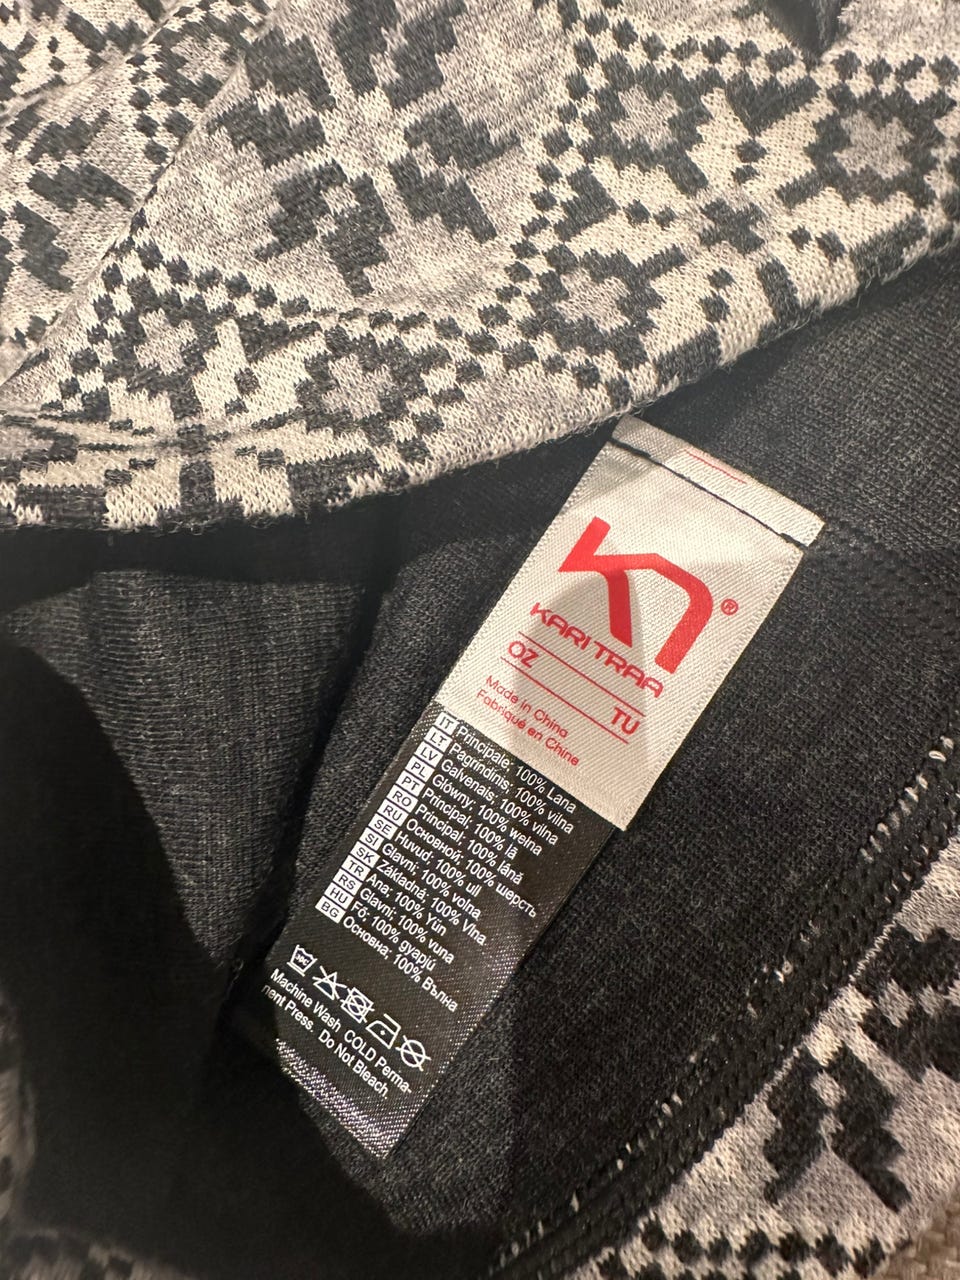 KARI TRAA
OZ
TU
Made in China
Fabriqué en Chine
IT Principale: 100% Lana
LT Pagrindinis: 100% vilna
LV Galvenais: 100% vilna
PL Główny: 100% wełna
PT Principal: 100% lã
RO Principal: 100% lână
RU Основной: 100% шерсть
SE Huvud: 100% ull
SI Glavni: 100% volna
SK Základná: 100% Vlna
TR Ana: 100% Yün
RS Glavni: 100% vuna
HU Fő: 100% gyapjú
BG Основна: 100% Вълна
30C
Machine Wash COLD Perma-
nent Press. Do Not Bleach.